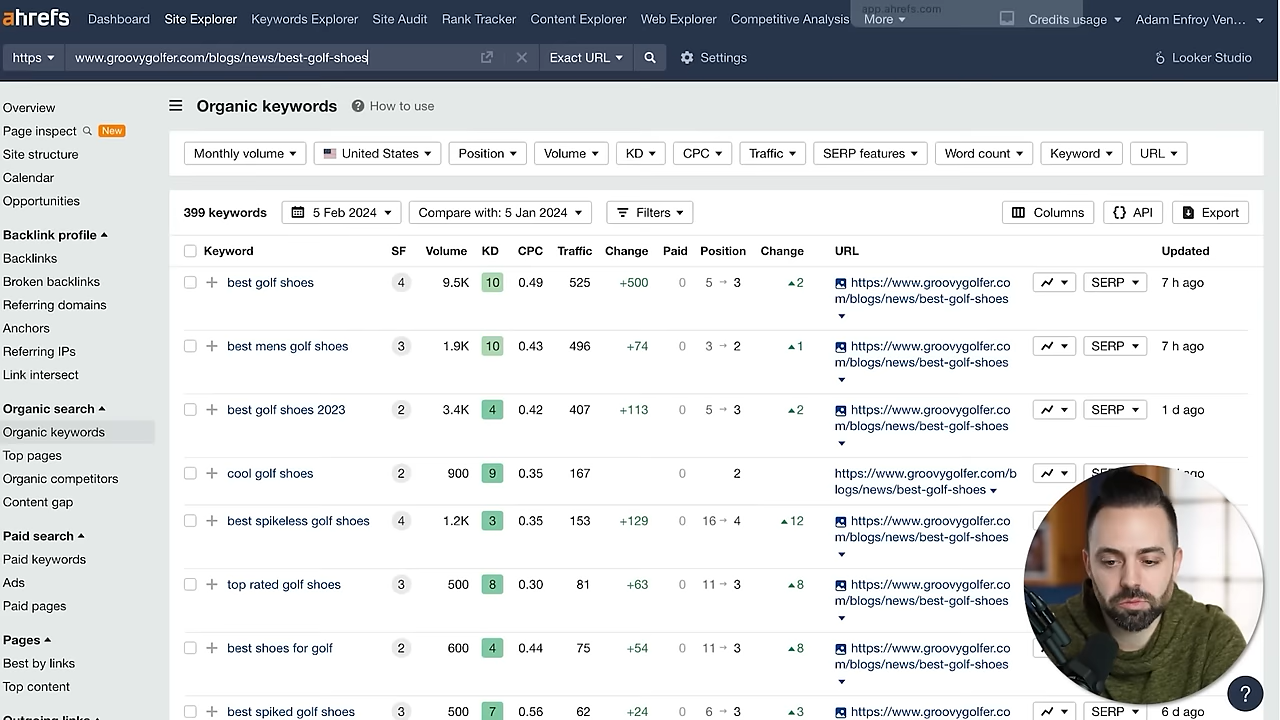 ahrefs Dashboard Site Explorer Keywords Explorer Site Audit Rank Tracker Content Explorer Web Explorer Competitive Analysis More Credits usage Adam Enfroy Ven...
app.ahrefs.com
https www.groovygolfer.com/blogs/news/best-golf-shoes Exact URL Settings Looker Studio
Overview
Page inspect New
Site structure
Calendar
Opportunities
Backlink profile
Backlinks
Broken backlinks
Referring domains
Anchors
Referring IPs
Link intersect
Organic search
Organic keywords
Top pages
Organic competitors
Content gap
Paid search
Paid keywords
Ads
Paid pages
Pages
Best by links
Top content
Outgoing links
Organic keywords ? How to use
Monthly volume United States Position Volume KD CPC Traffic SERP features Word count Keyword URL
399 keywords 5 Feb 2024 Compare with: 5 Jan 2024 Filters Columns {} API Export
Keyword SF Volume KD CPC Traffic Change Paid Position Change URL Updated
best golf shoes 4 9.5K 10 0.49 525 +500 0 5 → 3 2 https://www.groovygolfer.co SERP 7 h ago
m/blogs/news/best-golf-shoes
best mens golf shoes 3 1.9K 10 0.43 496 +74 0 3 → 2 1 https://www.groovygolfer.co SERP 7 h ago
m/blogs/news/best-golf-shoes
best golf shoes 2023 2 3.4K 4 0.42 407 +113 0 5 → 3 2 https://www.groovygolfer.co SERP 1 d ago
m/blogs/news/best-golf-shoes
cool golf shoes 2 900 9 0.35 167 0 2 https://www.groovygolfer.com/b SERP ago
logs/news/best-golf-shoes
best spikeless golf shoes 4 1.2K 3 0.35 153 +129 0 16 → 4 12 https://www.groovygolfer.co
m/blogs/news/best-golf-shoes
top rated golf shoes 3 500 8 0.30 81 +63 0 11 → 3 8 https://www.groovygolfer.co
m/blogs/news/best-golf-shoes
best shoes for golf 2 600 4 0.44 75 +54 0 11 → 3 8 https://www.groovygolfer.co
m/blogs/news/best-golf-shoes
best spiked golf shoes 3 500 7 0.56 62 +24 0 6 → 3 3 https://www.groovygolfer.co SERP 6 d ago
?